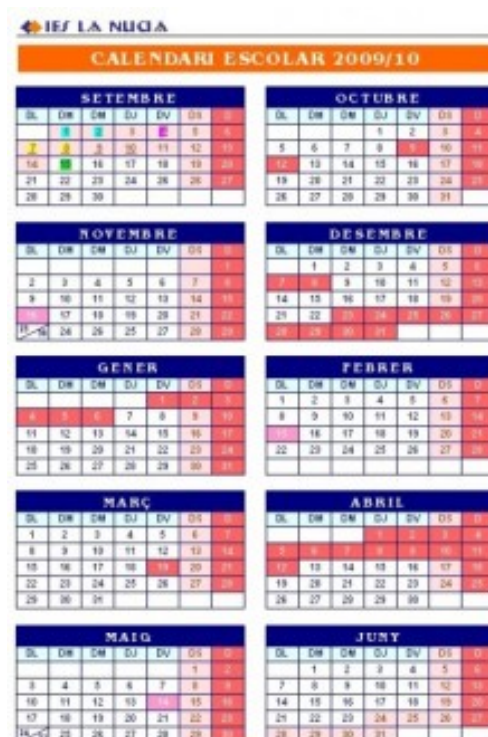 IES LA NUCIA
CALENDARI ESCOLAR 2009/10
SETEMBRE
DL DM DM DJ DV DS D
1 2 3 4 5 6
7 8 9 10 11 12 13
14 15 16 17 18 19 20
21 22 23 24 25 26 27
28 29 30
OCTUBRE
DL DM DM DJ DV DS D
1 2 3 4
5 6 7 8 9 10 11
12 13 14 15 16 17 18
19 20 21 22 23 24 25
26 27 28 29 30 31
NOVEMBRE
DL DM DM DJ DV DS D
1
2 3 4 5 6 7 8
9 10 11 12 13 14 15
16 17 18 19 20 21 22
23 30 24 25 26 27 28 29
DESEMBRE
DL DM DM DJ DV DS D
1 2 3 4 5 6
7 8 9 10 11 12 13
14 15 16 17 18 19 20
21 22 23 24 25 26 27
28 29 30 31
GENER
DL DM DM DJ DV DS D
1 2 3
4 5 6 7 8 9 10
11 12 13 14 15 16 17
18 19 20 21 22 23 24
25 26 27 28 29 30 31
FEBRER
DL DM DM DJ DV DS D
1 2 3 4 5 6 7
8 9 10 11 12 13 14
15 16 17 18 19 20 21
22 23 24 25 26 27 28
MARÇ
DL DM DM DJ DV DS D
1 2 3 4 5 6 7
8 9 10 11 12 13 14
15 16 17 18 19 20 21
22 23 24 25 26 27 28
29 30 31
ABRIL
DL DM DM DJ DV DS D
1 2 3 4
5 6 7 8 9 10 11
12 13 14 15 16 17 18
19 20 21 22 23 24 25
26 27 28 29 30
MAIG
DL DM DM DJ DV DS D
1 2
3 4 5 6 7 8 9
10 11 12 13 14 15 16
17 18 19 20 21 22 23
25 26 27 28 29 30
JUNY
DL DM DM DJ DV DS D
1 2 3 4 5 6
7 8 9 10 11 12 13
14 15 16 17 18 19 20
21 22 23 24 25 26 27
28 29 30 31